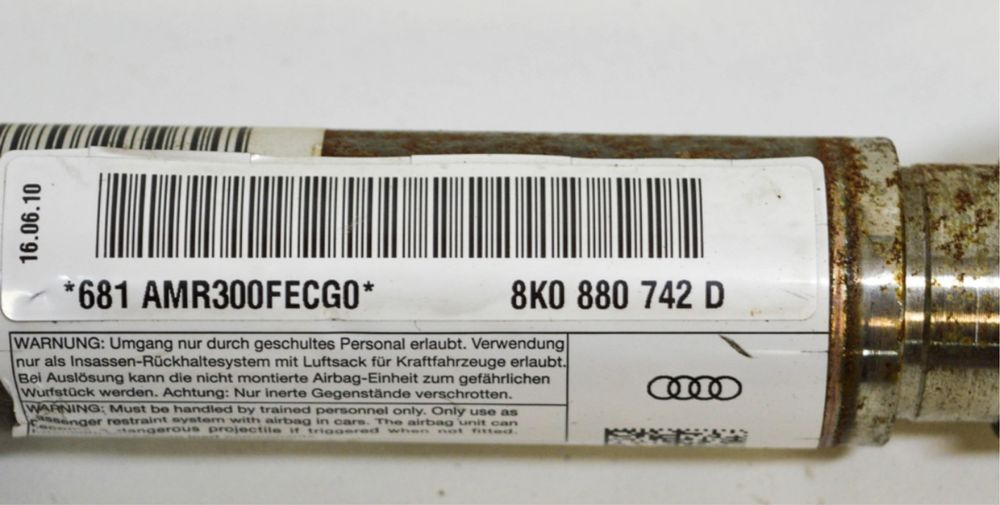 16.06.10
*681 AMR300FECG0* 8K0 880 742 D
WARNUNG: Umgang nur durch geschultes Personal erlaubt. Verwendung
nur als Insassen-Rückhaltesystem mit Luftsack für Kraftfahrzeuge erlaubt.
Bei Auslösung kann die nicht montierte Airbag-Einheit zum gefährlichen
Wurfstück werden. Achtung: Nur inerte Gegenstände verschrotten.
WARNING: Must be handled by trained personnel only. Only use as
passenger restraint system with airbag in cars. The airbag unit can
dangerous projectile if triggered when not fitted.